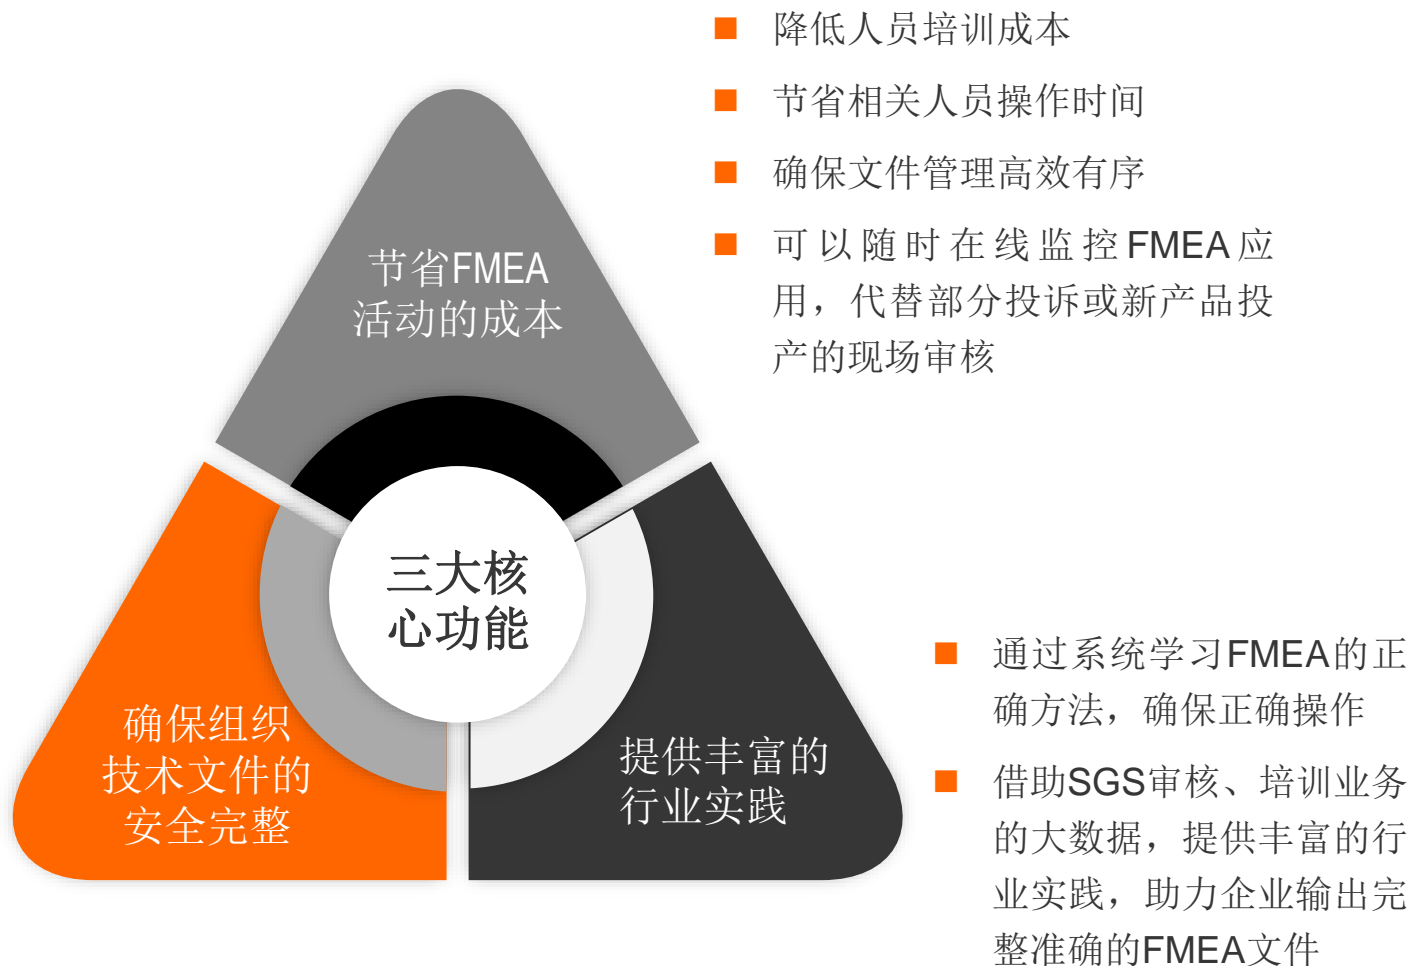 降低人员培训成本
节省相关人员操作时间
确保文件管理高效有序
可以随时在线监控FMEA应
用，代替部分投诉或新产品投
产的现场审核
节省FMEA
活动的成本
三大核
心功能
确保组织
技术文件的
安全完整
提供丰富的
行业实践
通过系统学习FMEA的正
确方法，确保正确操作
借助SGS审核、培训业务
的大数据，提供丰富的行
业实践，助力企业输出完
整准确的FMEA文件